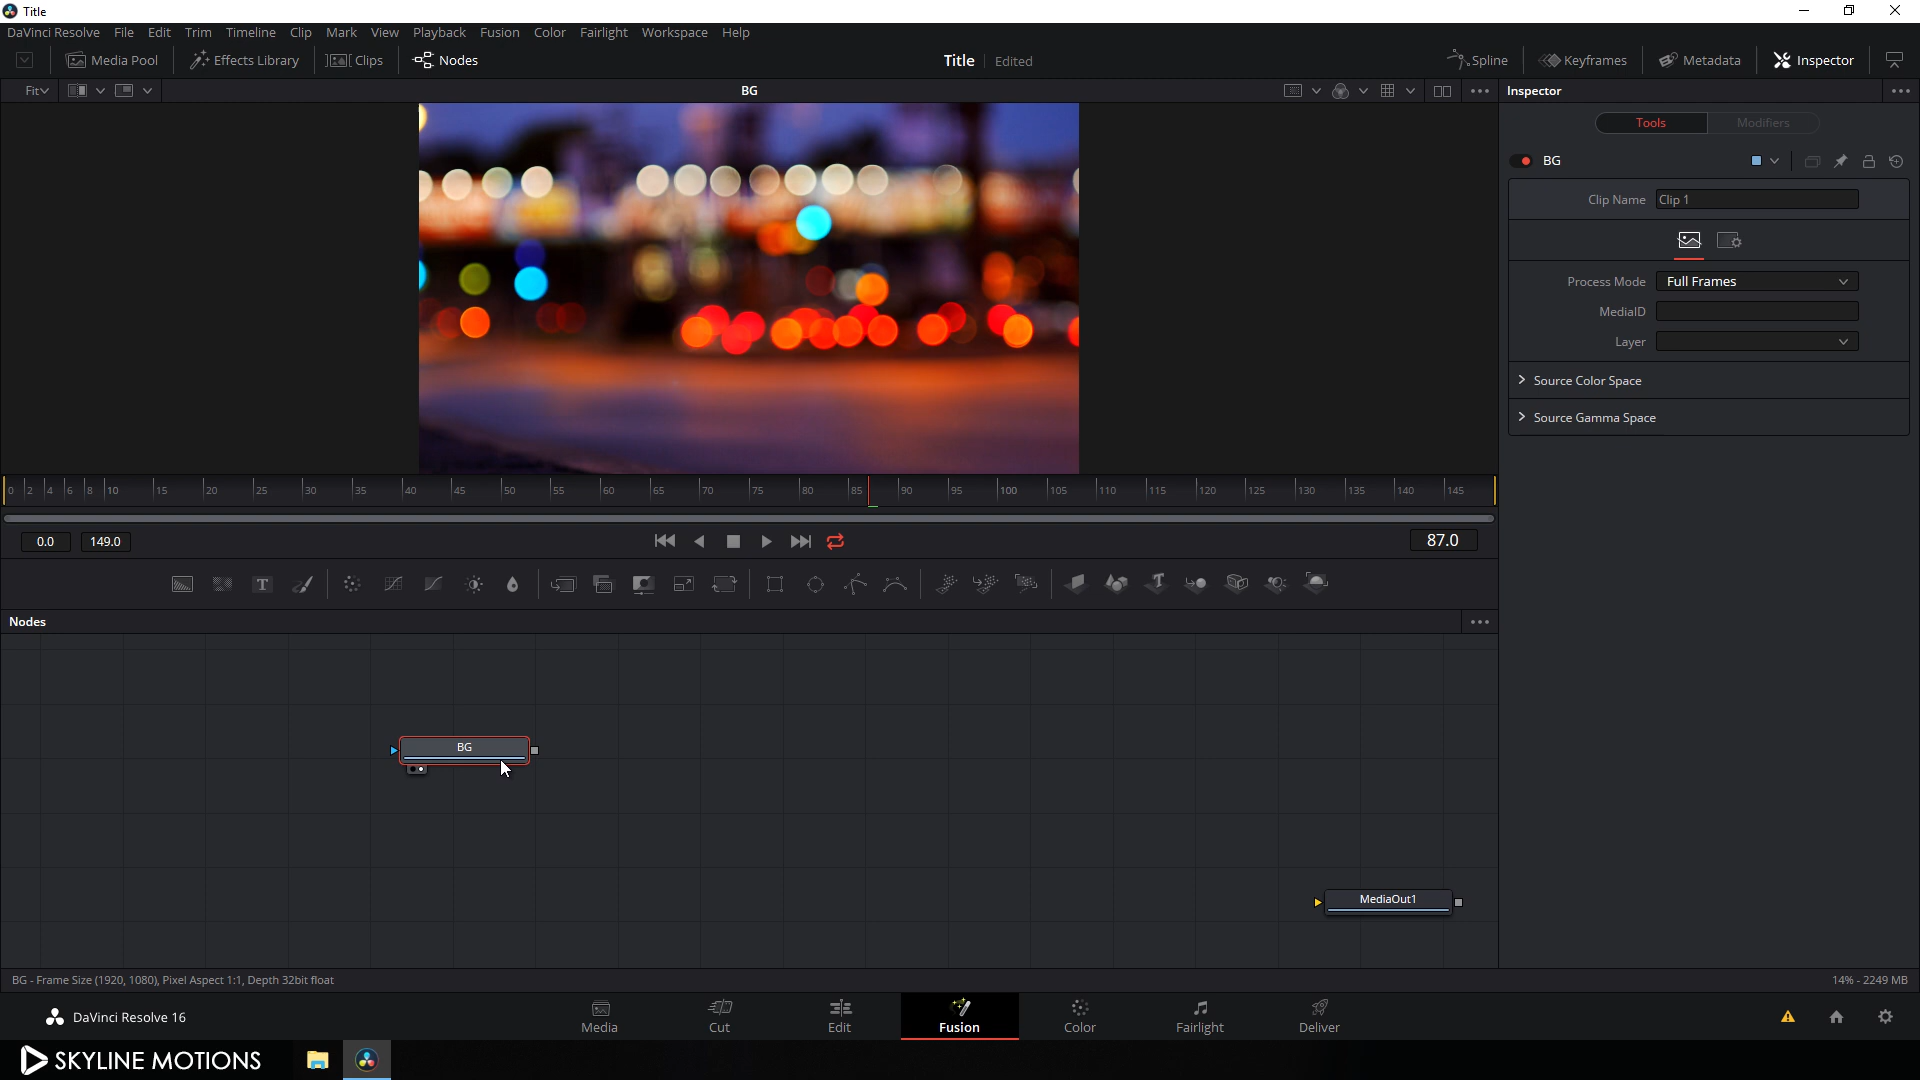 Title
DaVinci Resolve File Edit Trim Timeline Clip Mark View Playback Fusion Color Fairlight Workspace Help
Media Pool Effects Library Clips Nodes Title Edited Spline Keyframes Metadata Inspector
Fit BG Inspector
Tools Modifiers
BG
Clip Name Clip 1
Process Mode Full Frames
MediaID
Layer
Source Color Space
Source Gamma Space
0 2 4 6 8 10 15 20 25 30 35 40 45 50 55 60 65 70 75 80 85 90 95 100 105 110 115 120 125 130 135 140 145
0.0 149.0 87.0
T
Nodes
BG
MediaOut1
BG - Frame Size (1920, 1080), Pixel Aspect 1:1, Depth 32bit float 14% - 2249 MB
DaVinci Resolve 16 Media Cut Edit Fusion Color Fairlight Deliver
SKYLINE MOTIONS